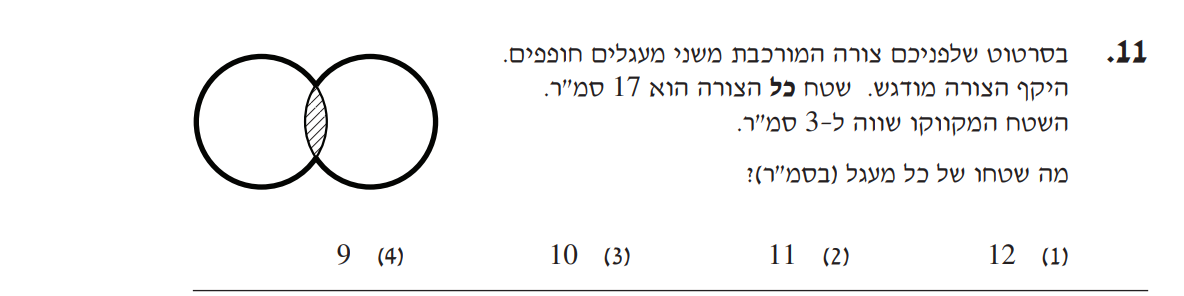 11. בסרטוט שלפניכם צורה המורכבת משני מעגלים חופפים.
היקף הצורה מודגש. שטח כל הצורה הוא 17 סמ״ר.
השטח המקווקו שווה ל-3 סמ״ר.
מה שטחו של כל מעגל (בסמ״ר)?
(1) 12 (2) 11 (3) 10 (4) 9